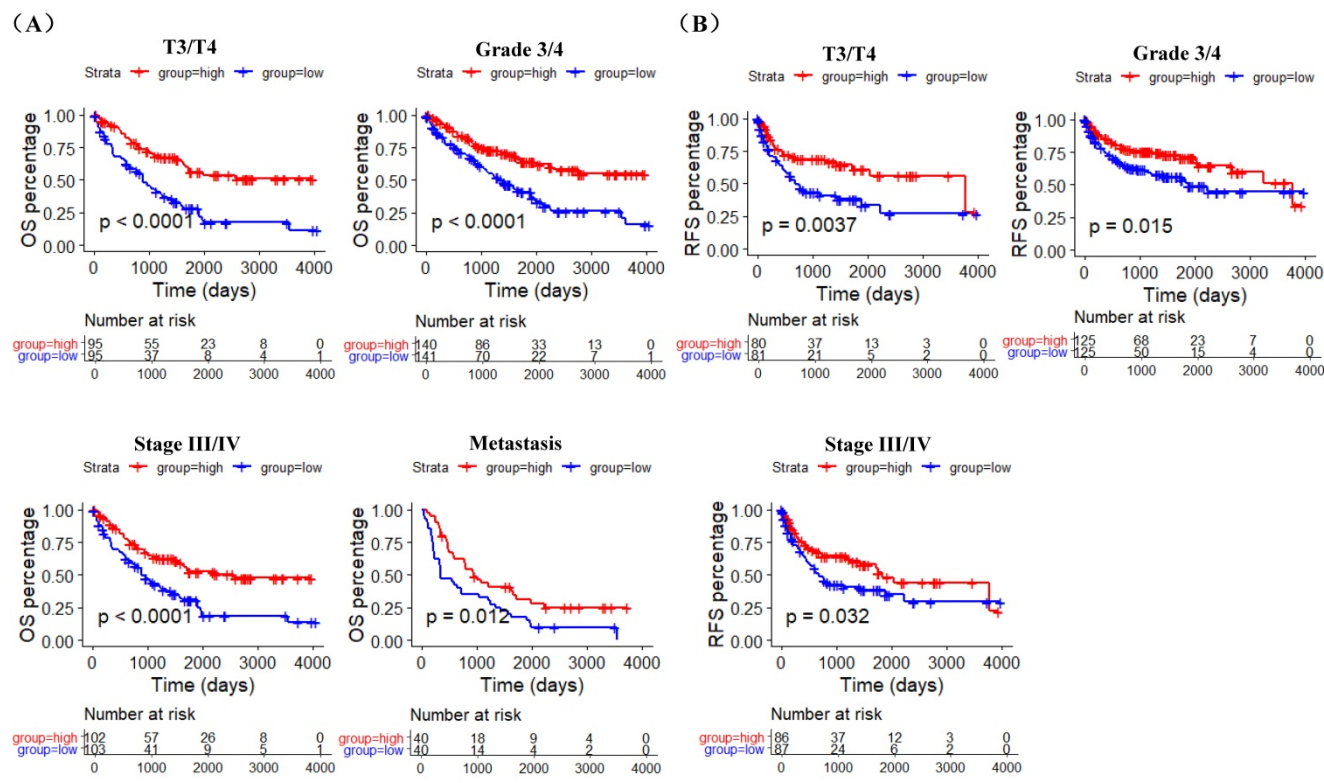 （A）
T3/T4
Strata group=high group=low
OS percentage
1.00
0.75
0.50
0.25
0.00
p < 0.0001
0 1000 2000 3000 4000
Time (days)
Number at risk
group=high 95 55 23 8 0
group=low 95 37 8 4 1
0 1000 2000 3000 4000
Grade 3/4
Strata group=high group=low
OS percentage
1.00
0.75
0.50
0.25
0.00
p < 0.0001
0 1000 2000 3000 4000
Time (days)
Number at risk
group=high 140 86 33 13 0
group=low 141 70 22 7 1
0 1000 2000 3000 4000
Stage III/IV
Strata group=high group=low
OS percentage
1.00
0.75
0.50
0.25
0.00
p < 0.0001
0 1000 2000 3000 4000
Time (days)
Number at risk
group=high 102 57 26 8 0
group=low 103 41 9 5 1
0 1000 2000 3000 4000
Metastasis
Strata group=high group=low
OS percentage
1.00
0.75
0.50
0.25
0.00
p = 0.012
0 1000 2000 3000 4000
Time (days)
Number at risk
group=high 40 18 9 4 0
group=low 40 14 4 2 0
0 1000 2000 3000 4000
（B）
T3/T4
Strata group=high group=low
RFS percentage
1.00
0.75
0.50
0.25
0.00
p = 0.0037
0 1000 2000 3000 4000
Time (days)
Number at risk
group=high 80 37 13 3 0
group=low 81 21 5 2 0
0 1000 2000 3000 4000
Grade 3/4
Strata group=high group=low
RFS percentage
1.00
0.75
0.50
0.25
0.00
p = 0.015
0 1000 2000 3000 4000
Time (days)
Number at risk
group=high 125 68 23 7 0
group=low 125 50 15 4 0
0 1000 2000 3000 4000
Stage III/IV
Strata group=high group=low
RFS percentage
1.00
0.75
0.50
0.25
0.00
p = 0.032
0 1000 2000 3000 4000
Time (days)
Number at risk
group=high 86 37 12 3 0
group=low 87 24 6 2 0
0 1000 2000 3000 4000